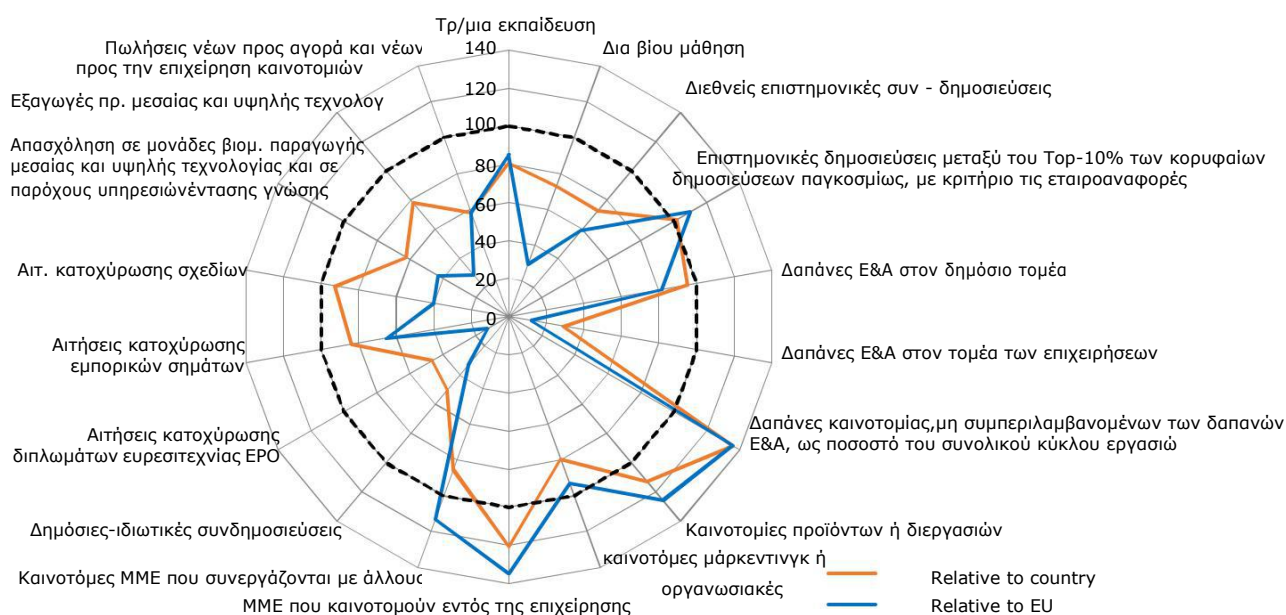 Τρ/μια εκπαίδευση
140
120
100
80
60
40
20
0
Δια βίου μάθηση
Διεθνείς επιστημονικές συν - δημοσιεύσεις
Επιστημονικές δημοσιεύσεις μεταξύ του Top-10% των κορυφαίων
δημοσιεύσεων παγκοσμίως, με κριτήριο τις εταιροαναφορές
Δαπάνες Ε&Α στον δημόσιο τομέα
Δαπάνες Ε&Α στον τομέα των επιχειρήσεων
Δαπάνες καινοτομίας,μη συμπεριλαμβανομένων των δαπανών
Ε&Α, ως ποσοστό του συνολικού κύκλου εργασιώ
Καινοτομίες προϊόντων ή διεργασιών
καινοτόμες μάρκεντινγκ ή
οργανωσιακές
ΜΜΕ που καινοτομούν εντός της επιχείρησης
Καινοτόμες ΜΜΕ που συνεργάζονται με άλλους
Δημόσιες-ιδιωτικές συνδημοσιεύσεις
Αιτήσεις κατοχύρωσης
διπλωμάτων ευρεσιτεχνίας EPO
Αιτήσεις κατοχύρωσης
εμπορικών σημάτων
Αιτ. κατοχύρωσης σχεδίων
Απασχόληση σε μονάδες βιομ. παραγωγής
μεσαίας και υψηλής τεχνολογίας και σε
παρόχους υπηρεσιώνέντασης γνώσης
Εξαγωγές πρ. μεσαίας και υψηλής τεχνολογ
Πωλήσεις νέων προς αγορά και νέων
προς την επιχείρηση καινοτομιών
Relative to country
Relative to EU